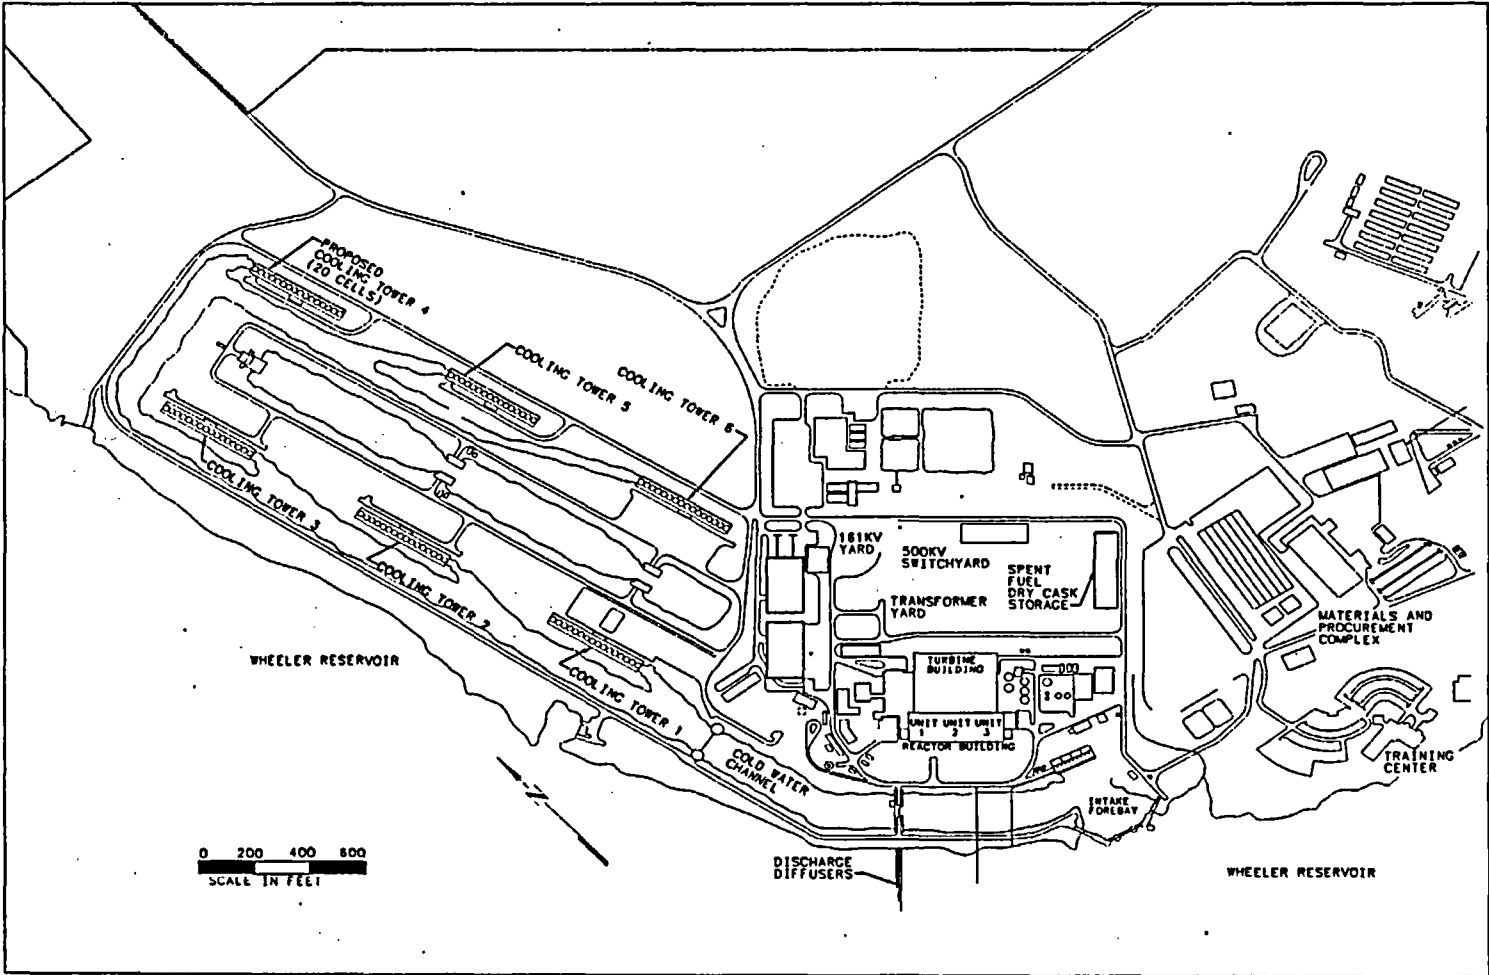 PROPOSED
COOLING TOWER 4
(20 CELLS)
COOLING TOWER 5
COOLING TOWER 6
COOLING TOWER 3
COOLING TOWER 2
COOLING TOWER 1
161KV
YARD
500KV
SWITCHYARD
SPENT
FUEL
DRY CASK
STORAGE
TRANSFORMER
YARD
MATERIALS AND
PROCUREMENT
COMPLEX
WHEELER RESERVOIR
TURBINE
BUILDING
UNIT UNIT UNIT
1 2 3
REACTOR BUILDING
COLD WATER
CHANNEL
TRAINING
CENTER
N
INTAKE
FOREBAY
0 200 400 600
SCALE IN FEET
DISCHARGE
DIFFUSERS
WHEELER RESERVOIR